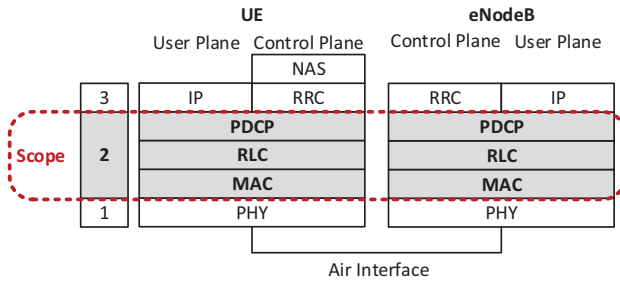 UE eNodeB
User Plane Control Plane Control Plane User Plane
NAS
3 IP RRC RRC IP
PDCP PDCP
Scope 2 RLC RLC
MAC MAC
1 PHY PHY
Air Interface